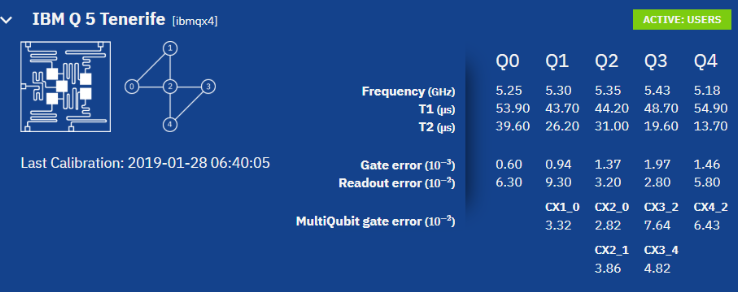 IBM Q 5 Tenerife [ibmqx4]
ACTIVE: USERS
1
0 2 3
4
Last Calibration: 2019-01-28 06:40:05
Q0 Q1 Q2 Q3 Q4
Frequency (GHz) 5.25 5.30 5.35 5.43 5.18
T1 (µs) 53.90 43.70 44.20 48.70 54.90
T2 (µs) 39.60 26.20 31.00 19.60 13.70
Gate error (10⁻³) 0.60 0.94 1.37 1.97 1.46
Readout error (10⁻²) 6.30 9.30 3.20 2.80 5.80
CX1_0 CX2_0 CX3_2 CX4_2
MultiQubit gate error (10⁻²) 3.32 2.82 7.64 6.43
CX2_1 CX3_4
3.86 4.82